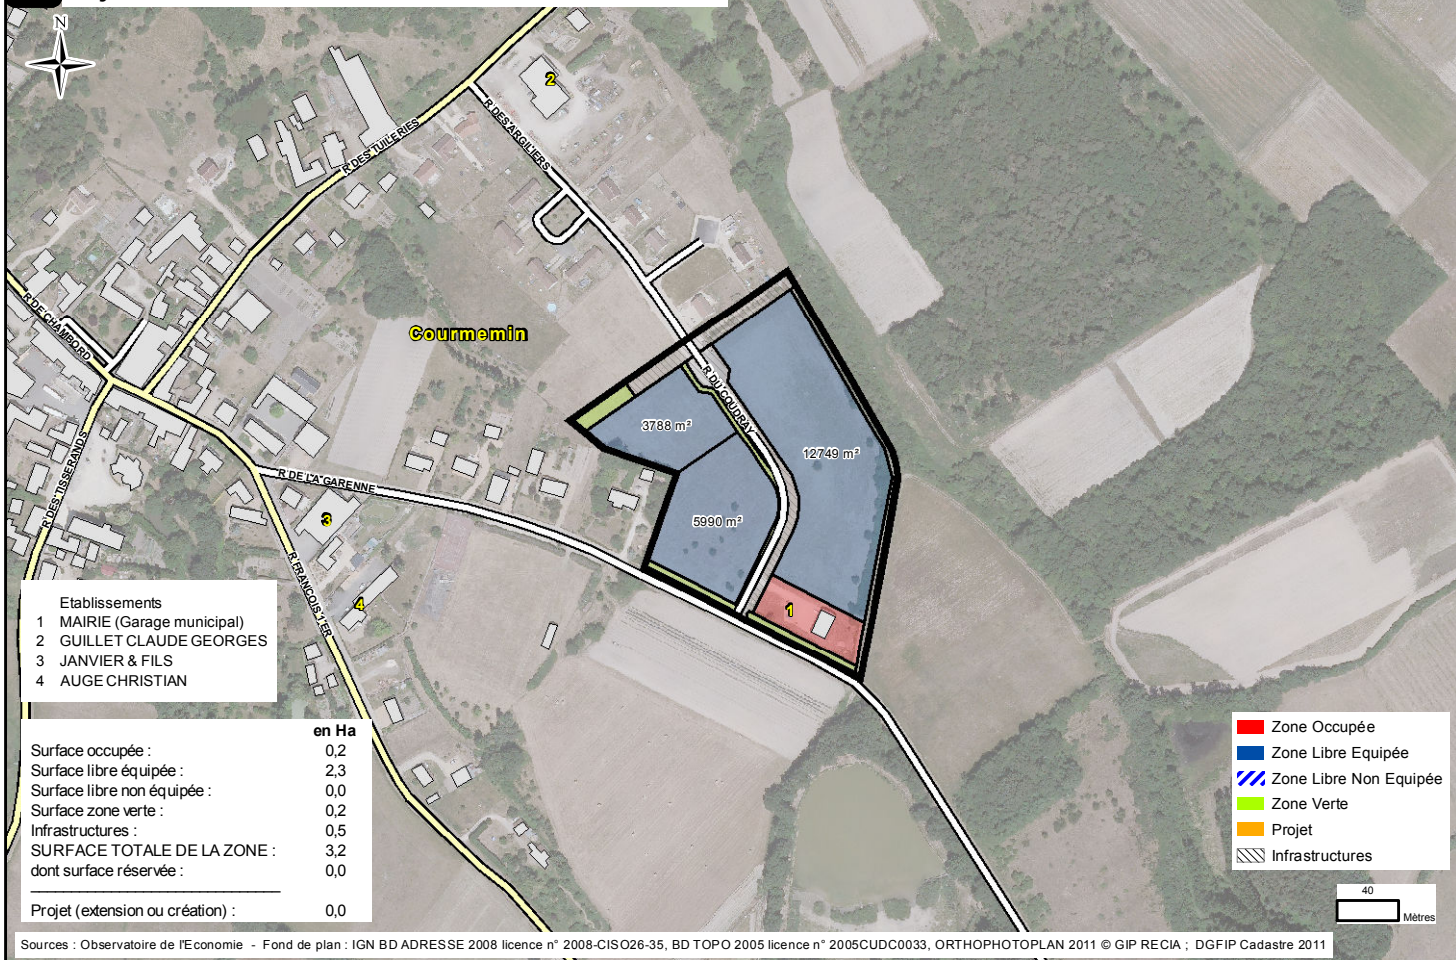 N
2
R DES ARGILIERS
R DES TUILERIES
R DE CHAMBORD
Courmemin
R DU COUDRAY
3788 m²
12749 m²
5990 m²
R DES TISSERANDS
R DE LA GARENNE
3
R FRANCOIS 1ER
4
1
Etablissements
1 MAIRIE (Garage municipal)
2 GUILLET CLAUDE GEORGES
3 JANVIER & FILS
4 AUGE CHRISTIAN
en Ha
Surface occupée : 0,2
Surface libre équipée : 2,3
Surface libre non équipée : 0,0
Surface zone verte : 0,2
Infrastructures : 0,5
SURFACE TOTALE DE LA ZONE : 3,2
dont surface réservée : 0,0
Projet (extension ou création) : 0,0
Zone Occupée
Zone Libre Equipée
Zone Libre Non Equipée
Zone Verte
Projet
Infrastructures
40
Mètres
Sources : Observatoire de l'Economie - Fond de plan : IGN BD ADRESSE 2008 licence n° 2008-CISO26-35, BD TOPO 2005 licence n° 2005CUDC0033, ORTHOPHOTOPLAN 2011 © GIP RECIA ; DGFIP Cadastre 2011